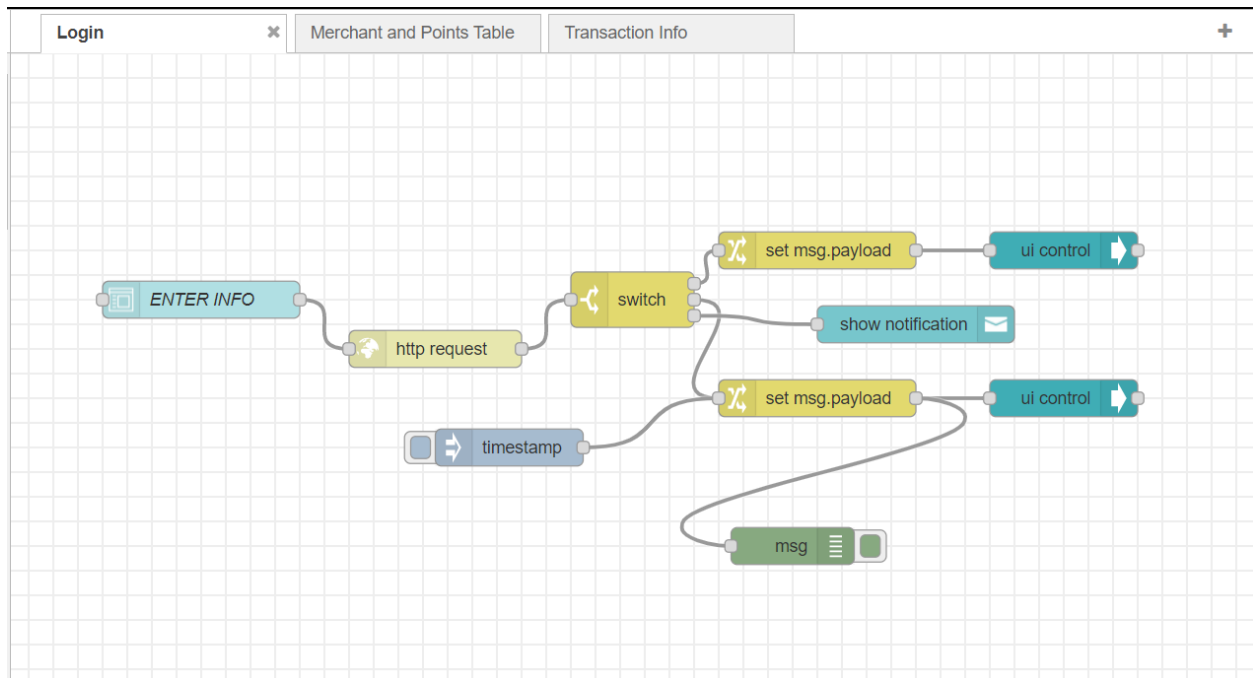 Login
Merchant and Points Table
Transaction Info
set msg.payload
ui control
ENTER INFO
switch
show notification
http request
set msg.payload
ui control
timestamp
msg